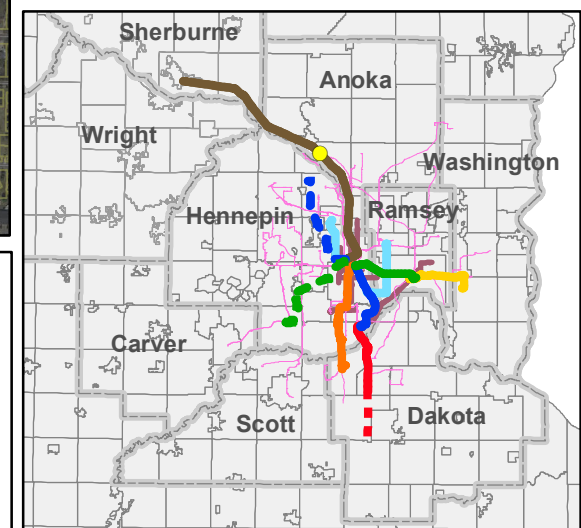 Sherburne
Anoka
Wright
Washington
Hennepin
Ramsey
Carver
Scott
Dakota